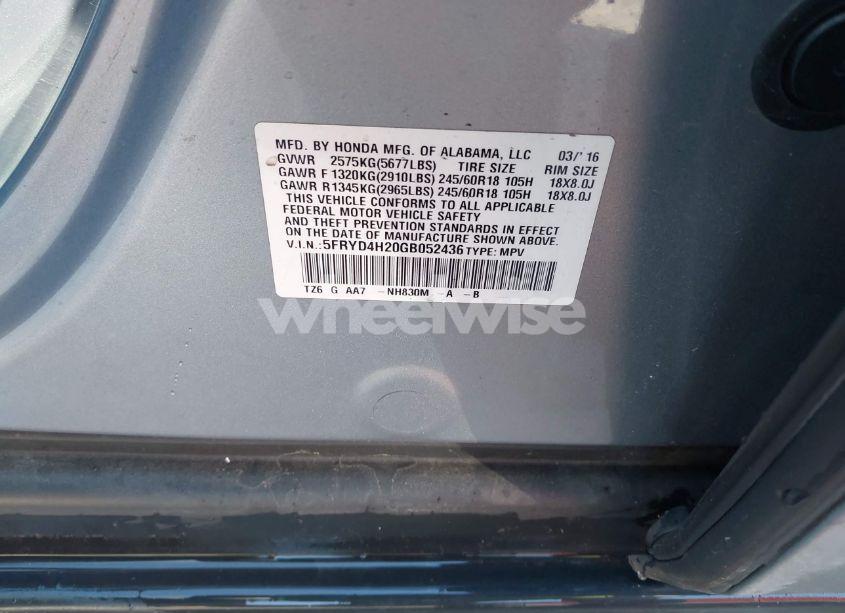 MFD. BY HONDA MFG. OF ALABAMA, LLC 03/'16
GVWR 2575KG(5677LBS) TIRE SIZE RIM SIZE
GAWR F 1320KG(2910LBS) 245/60R18 105H 18X8.0J
GAWR R1345KG(2965LBS) 245/60R18 105H 18X8.0J
THIS VEHICLE CONFORMS TO ALL APPLICABLE
FEDERAL MOTOR VEHICLE SAFETY
AND THEFT PREVENTION STANDARDS IN EFFECT
ON THE DATE OF MANUFACTURE SHOWN ABOVE.
V.I.N.:5FRYD4H20GB052436 TYPE: MPV
TZ6 G AA7 -NH830M -A -B
wheelwise